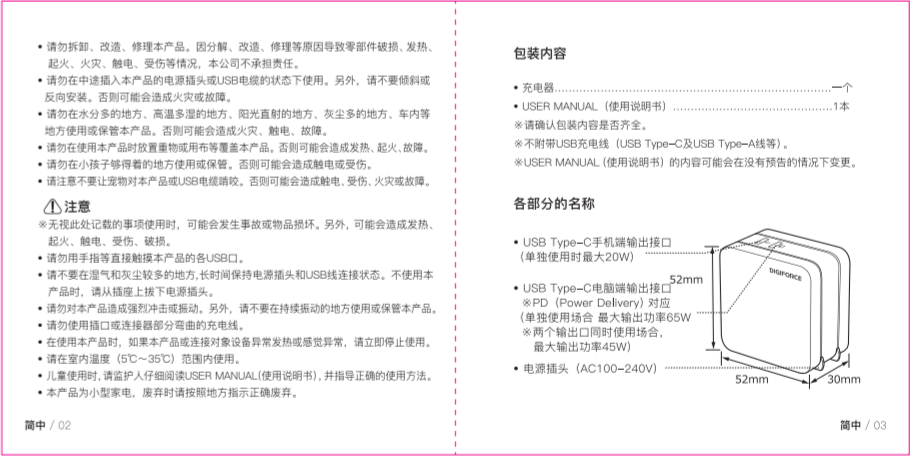 • 请勿拆卸、改造、修理本产品。因分解、改造、修理等原因导致零部件破损、发热、
起火、火灾、触电、受伤等情况，本公司不承担责任。
• 请勿在中途插入本产品的电源插头或USB电缆的状态下使用。另外，请不要倾斜或
反向安装。否则可能会造成火灾或故障。
• 请勿在水分多的地方、高温多湿的地方、阳光直射的地方、灰尘多的地方、车内等
地方使用或保管本产品。否则可能会造成火灾、触电、故障。
• 请勿在使用本产品时放置重物或用布等覆盖本产品。否则可能会造成发热、起火、故障。
• 请勿在小孩子够得着的地方使用或保管。否则可能会造成触电或受伤。
• 请注意不要让宠物对本产品或USB电缆啃咬。否则可能会造成触电、受伤、火灾或故障。
注意
※无视此处记载的事项使用时，可能会发生事故或物品损坏。另外，可能会造成发热、
起火、触电、受伤、破损。
• 请勿用手指等直接触摸本产品的各USB口。
• 请不要在湿气和灰尘较多的地方,长时间保持电源插头和USB线连接状态。不使用本
产品时，请从插座上拔下电源插头。
• 请勿对本产品造成强烈冲击或振动。另外，请不要在持续振动的地方使用或保管本产品。
• 请勿使用插口或连接器部分弯曲的充电线。
• 在使用本产品时，如果本产品或连接对象设备异常发热或感觉异常，请立即停止使用。
• 请在室内温度（5℃～35℃）范围内使用。
• 儿童使用时,请监护人仔细阅读USER MANUAL(使用说明书)，并指导正确的使用方法。
• 本产品为小型家电，废弃时请按照地方指示正确废弃。
简中 / 02
包装内容
• 充电器……………………………………………………………一个
• USER MANUAL（使用说明书）…………………………………1本
※请确认包装内容是否齐全。
※不附带USB充电线（USB Type-C及USB Type-A线等）。
※USER MANUAL（使用说明书）的内容可能会在没有预告的情况下变更。
各部分的名称
• USB Type-C手机端输出接口
（单独使用时最大20W）
• USB Type-C电脑端输出接口
※PD（Power Delivery）对应
（单独使用场合 最大输出功率65W
※两个输出口同时使用场合，
最大输出功率45W）
• 电源插头（AC100-240V）
DIGIFORCE
52mm
52mm
30mm
简中 / 03